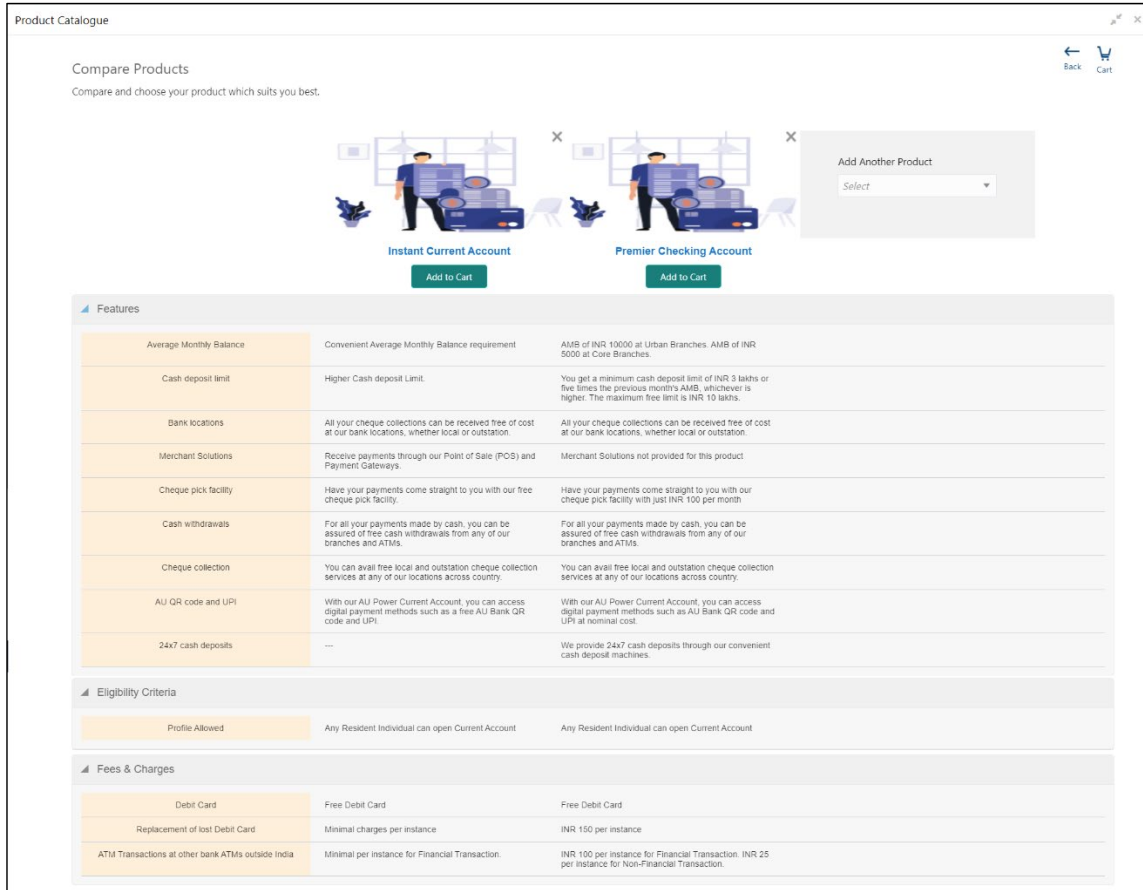 Product Catalogue
Back
Cart
Compare Products
Compare and choose your product which suits you best.
Add Another Product
Select
Instant Current Account
Premier Checking Account
Add to Cart
Add to Cart
Features
Average Monthly Balance
Convenient Average Monthly Balance requirement
AMB of INR 10000 at Urban Branches. AMB of INR
5000 at Core Branches.
Cash deposit limit
Higher Cash deposit Limit.
You get a minimum cash deposit limit of INR 3 lakhs or
five times the previous month's AMB, whichever is
higher. The maximum free limit is INR 10 lakhs.
Bank locations
All your cheque collections can be received free of cost
at our bank locations, whether local or outstation.
All your cheque collections can be received free of cost
at our bank locations, whether local or outstation.
Merchant Solutions
Receive payments through our Point of Sale (POS) and
Payment Gateways.
Merchant Solutions not provided for this product
Cheque pick facility
Have your payments come straight to you with our free
cheque pick facility.
Have your payments come straight to you with our
cheque pick facility with just INR 100 per month
Cash withdrawals
For all your payments made by cash, you can be
assured of free cash withdrawals from any of our
branches and ATMs.
For all your payments made by cash, you can be
assured of free cash withdrawals from any of our
branches and ATMs.
Cheque collection
You can avail free local and outstation cheque collection
services at any of our locations across country.
You can avail free local and outstation cheque collection
services at any of our locations across country.
AU QR code and UPI
With our AU Power Current Account, you can access
digital payment methods such as a free AU Bank QR
code and UPI.
With our AU Power Current Account, you can access
digital payment methods such as AU Bank QR code and
UPI at nominal cost.
24x7 cash deposits
---
We provide 24x7 cash deposits through our convenient
cash deposit machines.
Eligibility Criteria
Profile Allowed
Any Resident Individual can open Current Account
Any Resident Individual can open Current Account
Fees & Charges
Debit Card
Free Debit Card
Free Debit Card
Replacement of lost Debit Card
Minimal charges per instance
INR 150 per instance
ATM Transactions at other bank ATMs outside India
Minimal per instance for Financial Transaction.
INR 100 per instance for Financial Transaction. INR 25
per instance for Non-Financial Transaction.